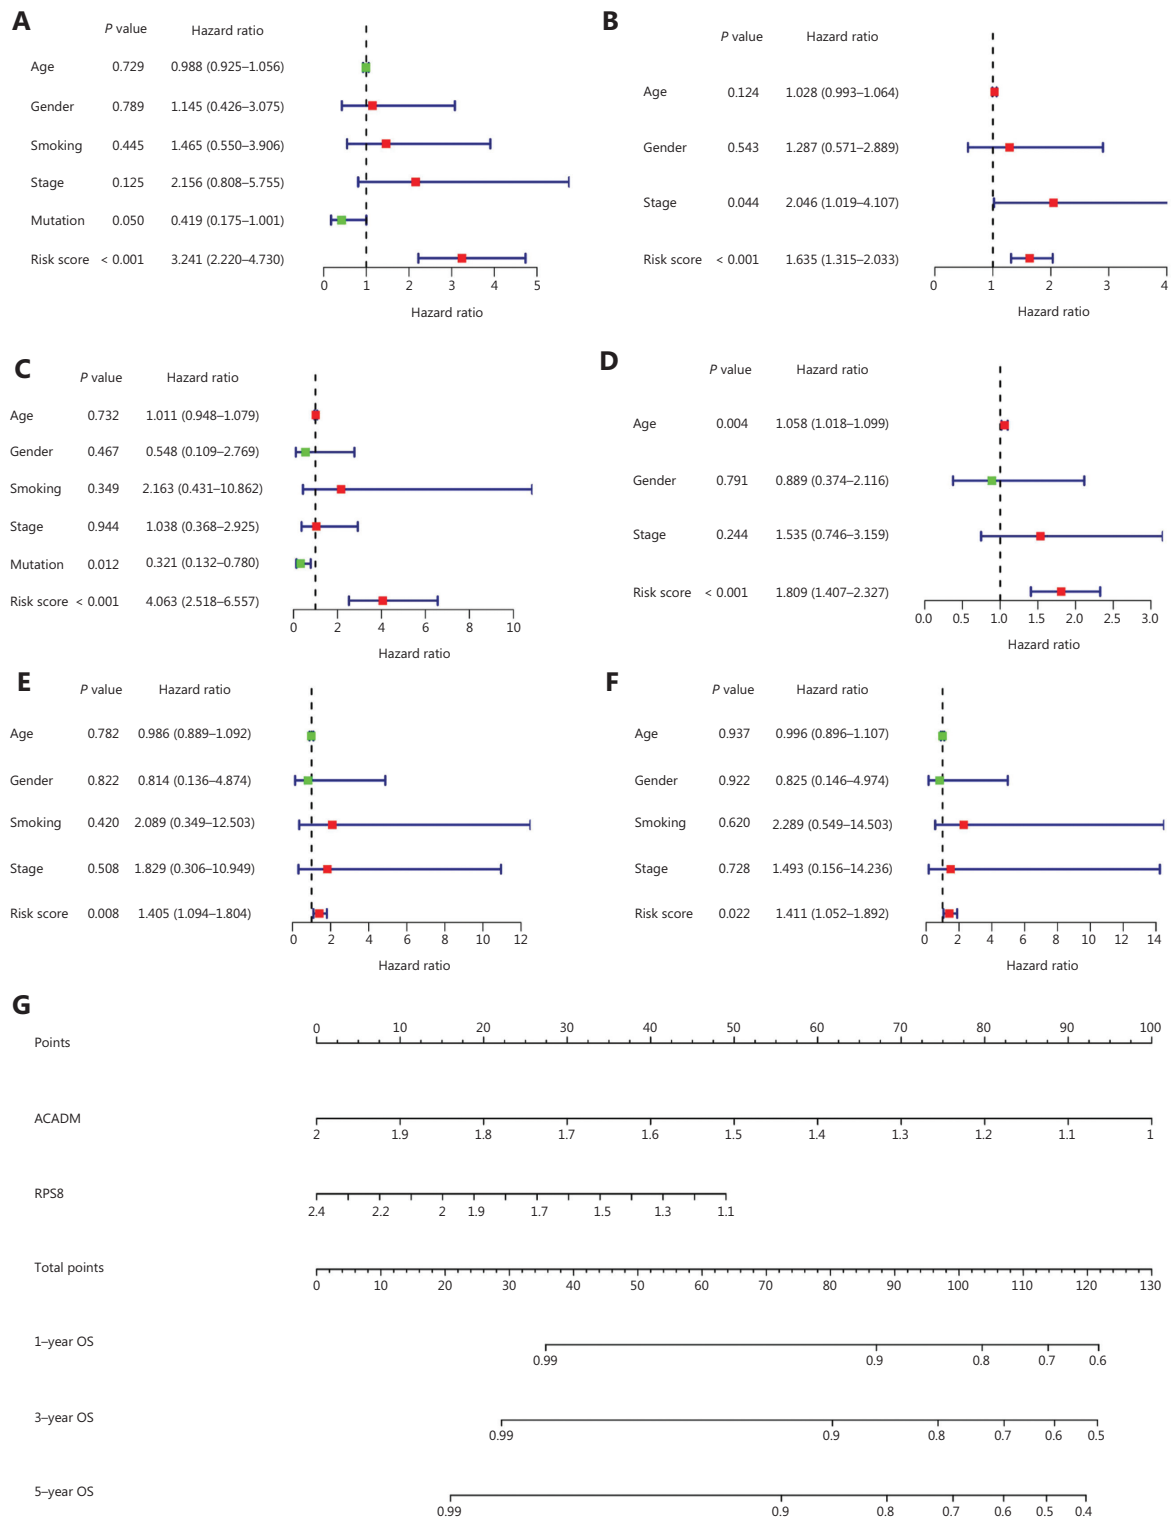 A
P value Hazard ratio
Age 0.729 0.988 (0.925–1.056)
Gender 0.789 1.145 (0.426–3.075)
Smoking 0.445 1.465 (0.550–3.906)
Stage 0.125 2.156 (0.808–5.755)
Mutation 0.050 0.419 (0.175–1.001)
Risk score < 0.001 3.241 (2.220–4.730)
0 1 2 3 4 5
Hazard ratio
B
P value Hazard ratio
Age 0.124 1.028 (0.993–1.064)
Gender 0.543 1.287 (0.571–2.889)
Stage 0.044 2.046 (1.019–4.107)
Risk score < 0.001 1.635 (1.315–2.033)
0 1 2 3 4
Hazard ratio
C
P value Hazard ratio
Age 0.732 1.011 (0.948–1.079)
Gender 0.467 0.548 (0.109–2.769)
Smoking 0.349 2.163 (0.431–10.862)
Stage 0.944 1.038 (0.368–2.925)
Mutation 0.012 0.321 (0.132–0.780)
Risk score < 0.001 4.063 (2.518–6.557)
0 2 4 6 8 10
Hazard ratio
D
P value Hazard ratio
Age 0.004 1.058 (1.018–1.099)
Gender 0.791 0.889 (0.374–2.116)
Stage 0.244 1.535 (0.746–3.159)
Risk score < 0.001 1.809 (1.407–2.327)
0.0 0.5 1.0 1.5 2.0 2.5 3.0
Hazard ratio
E
P value Hazard ratio
Age 0.782 0.986 (0.889–1.092)
Gender 0.822 0.814 (0.136–4.874)
Smoking 0.420 2.089 (0.349–12.503)
Stage 0.508 1.829 (0.306–10.949)
Risk score 0.008 1.405 (1.094–1.804)
0 2 4 6 8 10 12
Hazard ratio
F
P value Hazard ratio
Age 0.937 0.996 (0.896–1.107)
Gender 0.922 0.825 (0.146–4.974)
Smoking 0.620 2.289 (0.549–14.503)
Stage 0.728 1.493 (0.156–14.236)
Risk score 0.022 1.411 (1.052–1.892)
0 2 4 6 8 10 12 14
Hazard ratio
G
Points 0 10 20 30 40 50 60 70 80 90 100
ACADM 2 1.9 1.8 1.7 1.6 1.5 1.4 1.3 1.2 1.1 1
RPS8 2.4 2.2 2 1.9 1.7 1.5 1.3 1.1
Total points 0 10 20 30 40 50 60 70 80 90 100 110 120 130
1–year OS 0.99 0.9 0.8 0.7 0.6
3–year OS 0.99 0.9 0.8 0.7 0.6 0.5
5–year OS 0.99 0.9 0.8 0.7 0.6 0.5 0.4